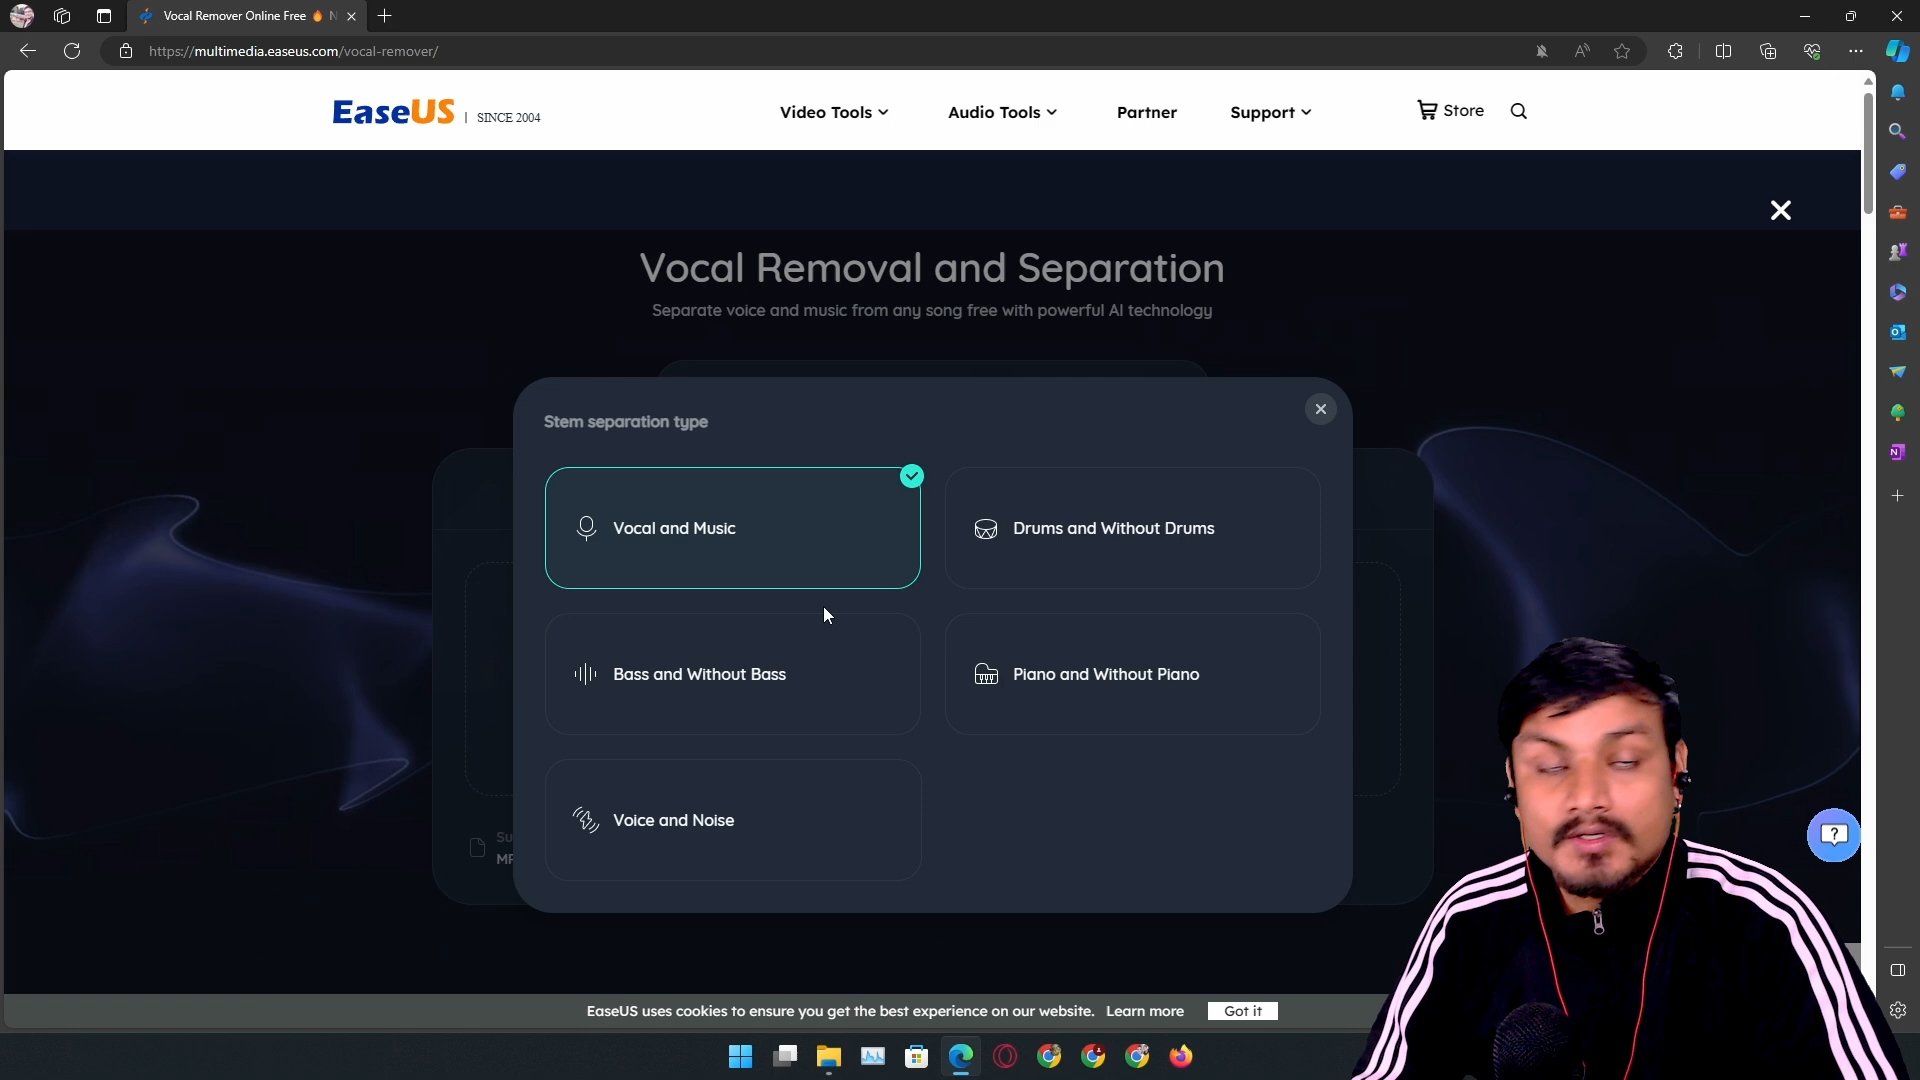 Vocal Remover Online Free 🔥 N
https://multimedia.easeus.com/vocal-remover/
EaseUS | SINCE 2004
Video Tools
Audio Tools
Partner
Support
Store
Vocal Removal and Separation
Separate voice and music from any song free with powerful AI technology
Stem separation type
Vocal and Music
Drums and Without Drums
Bass and Without Bass
Piano and Without Piano
Voice and Noise
Su
MP
EaseUS uses cookies to ensure you get the best experience on our website. Learn more
Got it